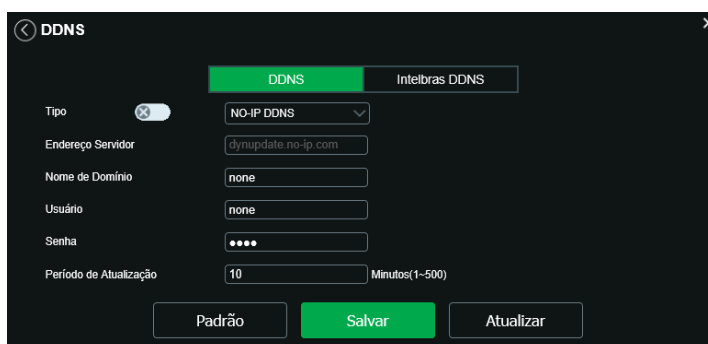 DDNS
DDNS Intelbras DDNS
Tipo NO-IP DDNS
Endereço Servidor dynupdate.no-ip.com
Nome de Domínio none
Usuário none
Senha ••••
Período de Atualização 10 Minutos(1~500)
Padrão Salvar Atualizar